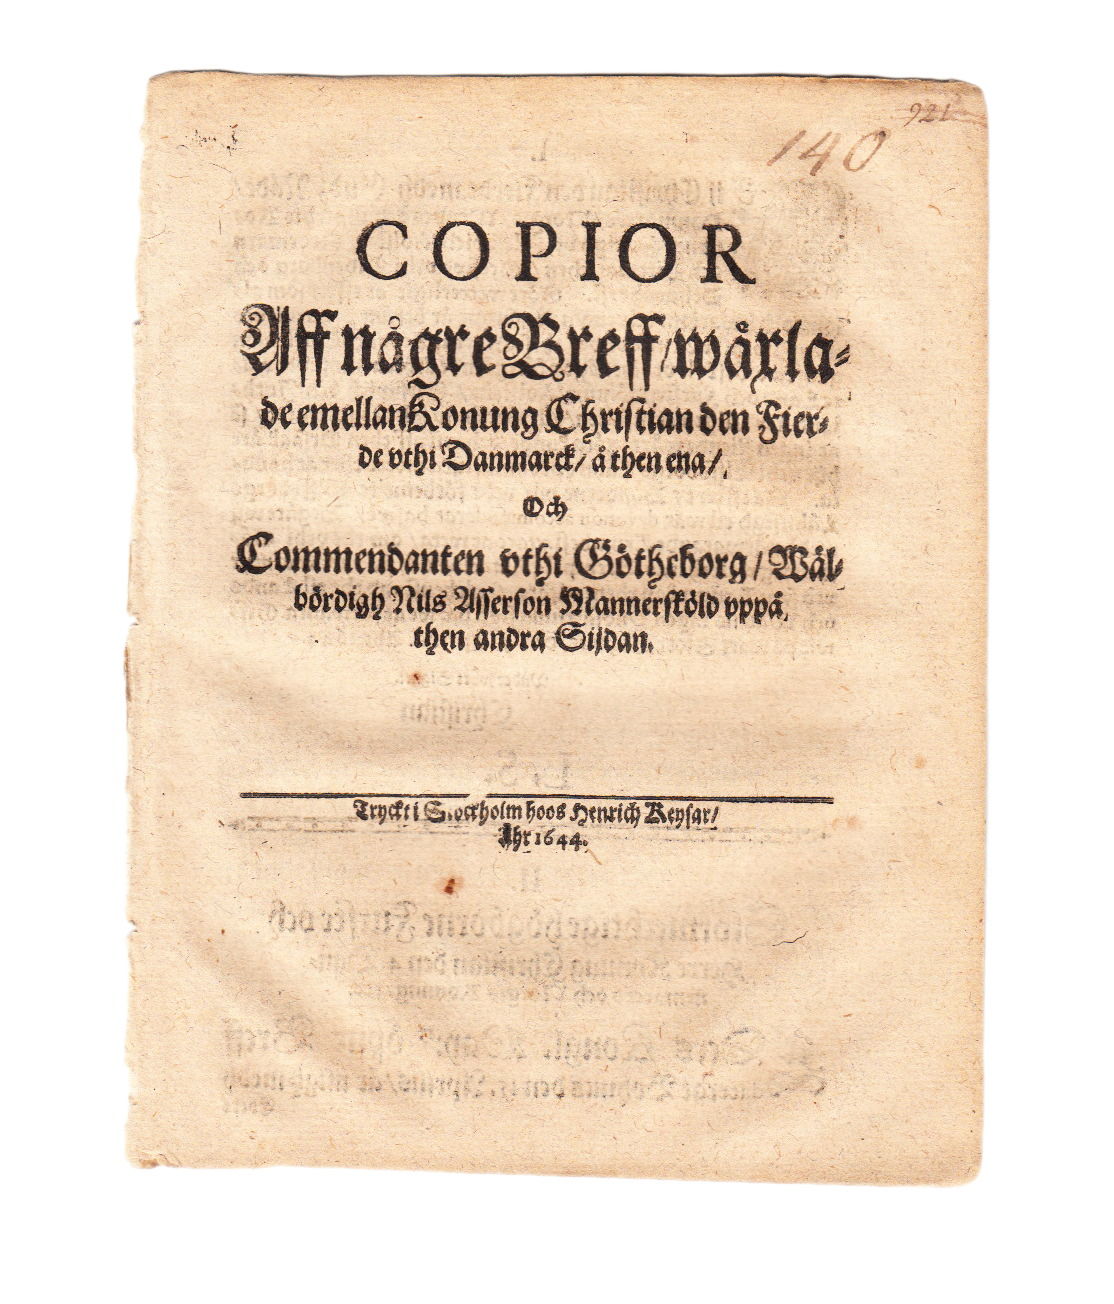 921
140
COPIOR
Aff någre Breff/ wåxla-
de emellan Konung Christian den Fier-
de vthi Danmarck/ å then ena/
Och
Commendanten vthi Götheborg/ Wäl-
bördigh Nils Asserson Mannersköld vppå
then andra Sijdan.
Tryckt i Stockholm hoos Henrich Keysar/
Åhr 1644.